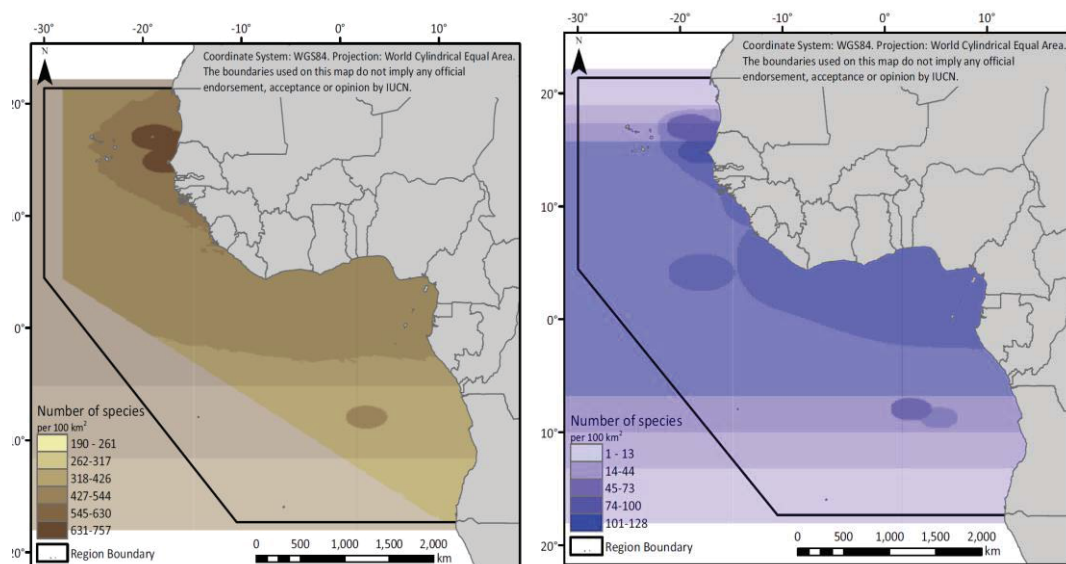 -30° -20° -10° -0° 10°
Coordinate System: WGS84. Projection: World Cylindrical Equal Area.
The boundaries used on this map do not imply any official
endorsement, acceptance or opinion by IUCN.
20°
10°
0°
10°
20°
Number of species
per 100 km²
190 - 261
262-317
318-426
427-544
545-630
631-757
Region Boundary
0 500 1,000 1,500 2,000
km
-30° -20° -10° -0° 10°
Coordinate System: WGS84. Projection: World Cylindrical Equal Area.
The boundaries used on this map do not imply any official
endorsement, acceptance or opinion by IUCN.
20°
10°
0°
10°
20°
Number of species
per 100 km²
1 - 13
14-44
45-73
74-100
101-128
Region Boundary
0 500 1,000 1,500 2,000
km